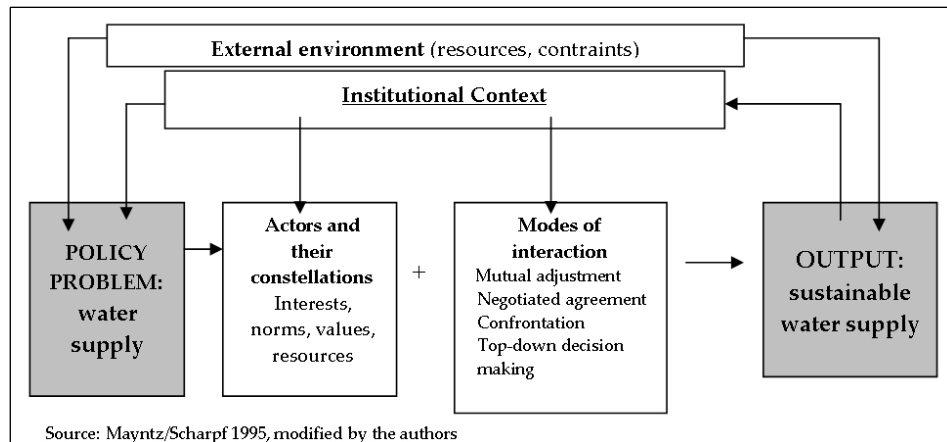 External environment (resources, contraints)
Institutional Context
POLICY
PROBLEM:
water
supply
Actors and
their
constellations
Interests,
norms, values,
resources
+
Modes of
interaction
Mutual adjustment
Negotiated agreement
Confrontation
Top-down decision
making
OUTPUT:
sustainable
water supply
Source: Mayntz/Scharpf 1995, modified by the authors